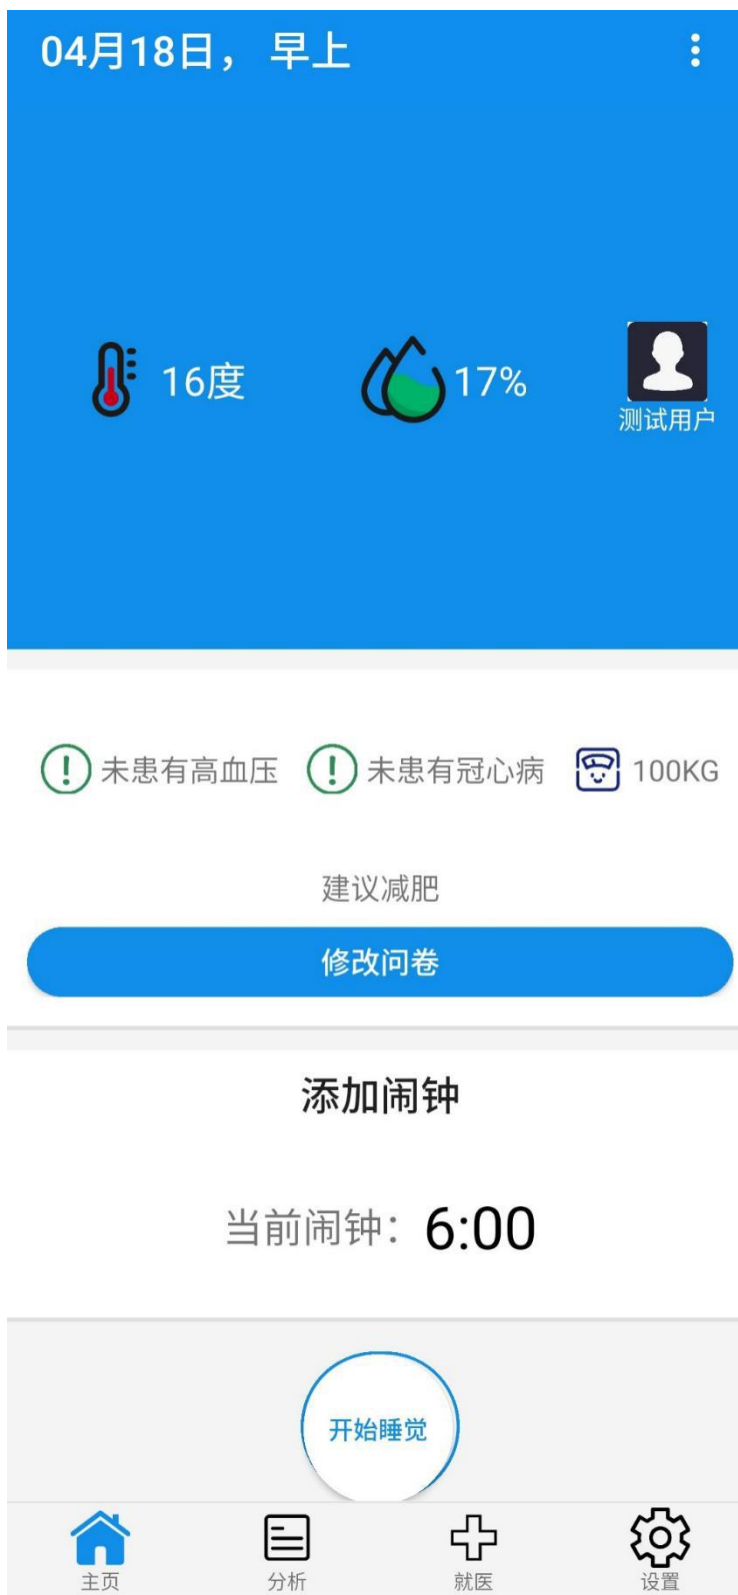 04月18日， 早上
16度
17%
测试用户
未患有高血压
未患有冠心病
100KG
建议减肥
修改问卷
添加闹钟
当前闹钟：6:00
开始睡觉
主页
分析
就医
设置